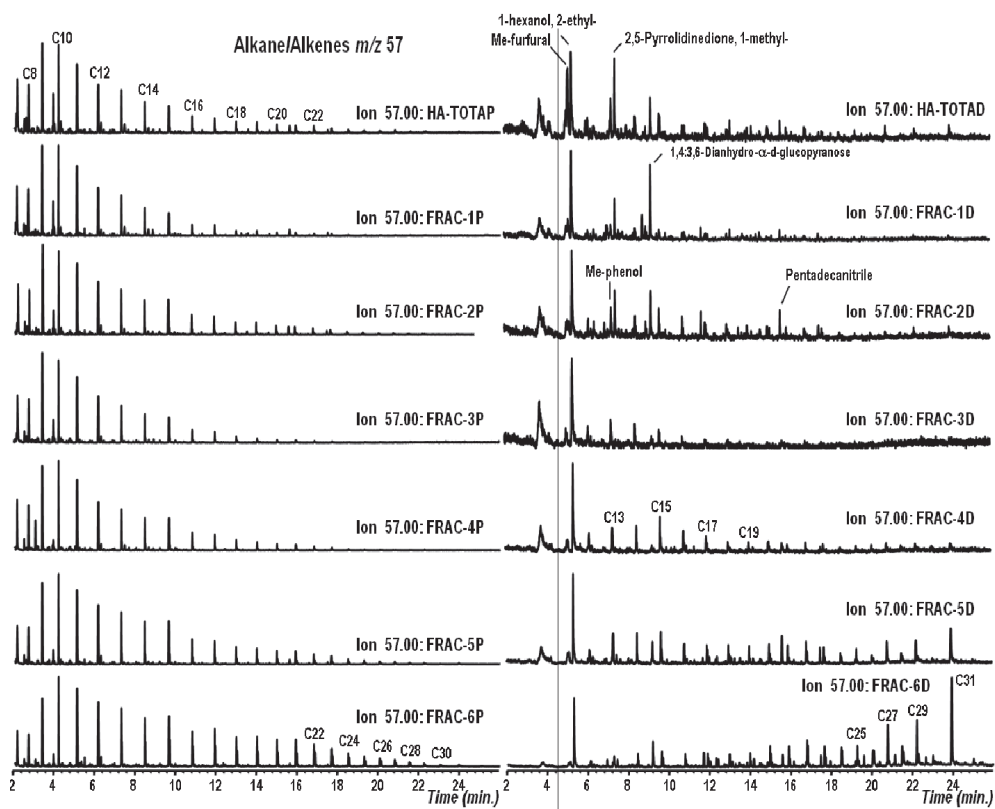 Alkane/Alkenes m/z 57
C8
C10
C12
C14
C16
C18
C20
C22
Ion 57.00: HA-TOTAP
Ion 57.00: FRAC-1P
Ion 57.00: FRAC-2P
Ion 57.00: FRAC-3P
Ion 57.00: FRAC-4P
Ion 57.00: FRAC-5P
Ion 57.00: FRAC-6P
C22
C24
C26
C28
C30
2 4 6 8 10 12 14 16 18 20 22 24
Time (min.)
1-hexanol, 2-ethyl-
Me-furfural
2,5-Pyrrolidinedione, 1-methyl-
Ion 57.00: HA-TOTAD
1,4:3,6-Dianhydro-α-d-glucopyranose
Ion 57.00: FRAC-1D
Me-phenol
Pentadecanitrile
Ion 57.00: FRAC-2D
Ion 57.00: FRAC-3D
C13
C15
C17
C19
Ion 57.00: FRAC-4D
Ion 57.00: FRAC-5D
Ion 57.00: FRAC-6D
C25
C27
C29
C31
2 4 6 8 10 12 14 16 18 20 22 24
Time (min.)